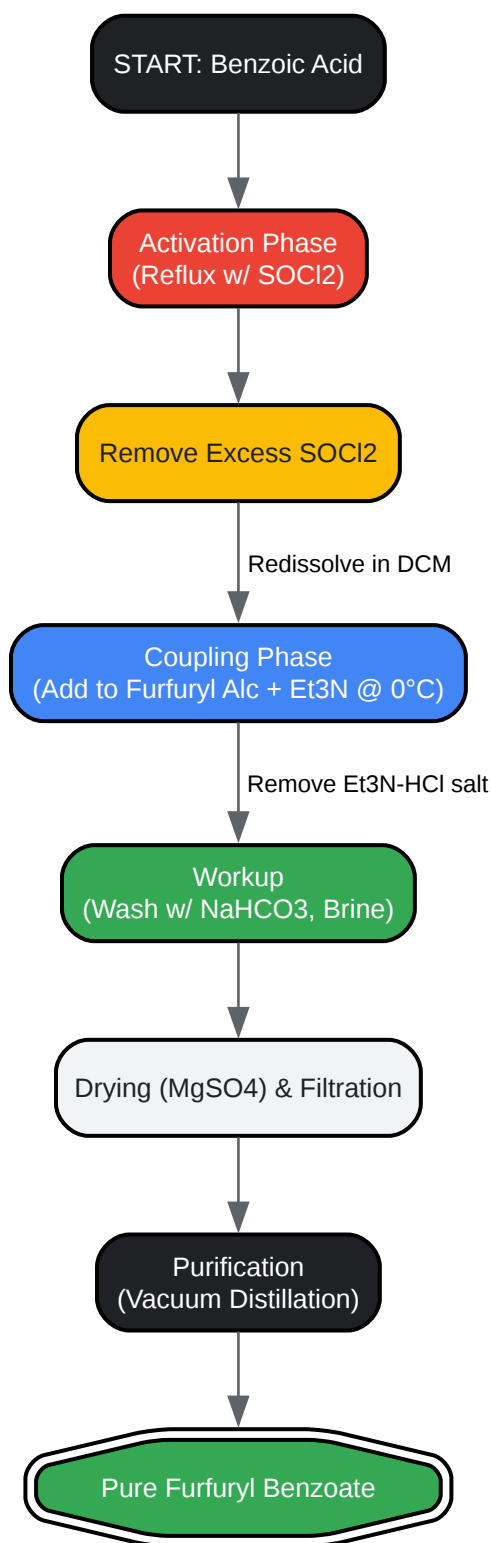 START: Benzoic Acid
Activation Phase
(Reflux w/ SOCl2)
Remove Excess SOCl2
Redissolve in DCM
Coupling Phase
(Add to Furfuryl Alc + Et3N @ 0°C)
Remove Et3N-HCl salt
Workup
(Wash w/ NaHCO3, Brine)
Drying (MgSO4) & Filtration
Purification
(Vacuum Distillation)
Pure Furfuryl Benzoate